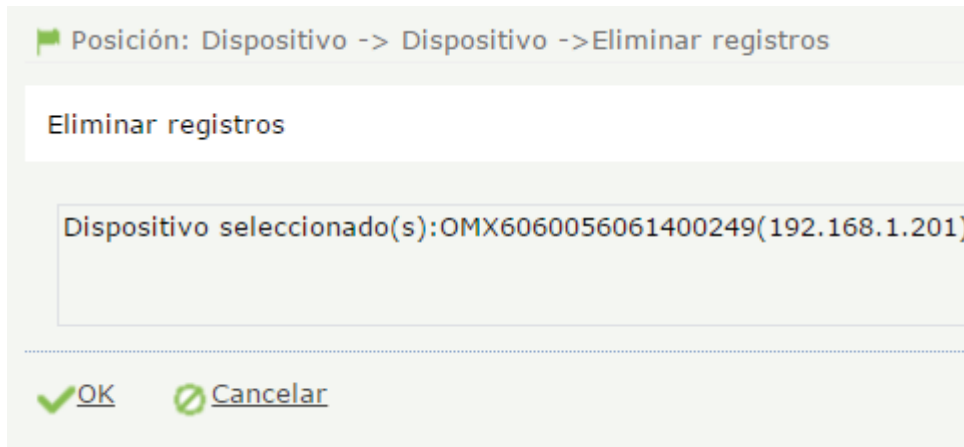 Posición: Dispositivo -> Dispositivo ->Eliminar registros
Eliminar registros
Dispositivo seleccionado(s):OMX6060056061400249(192.168.1.201)
OK Cancelar